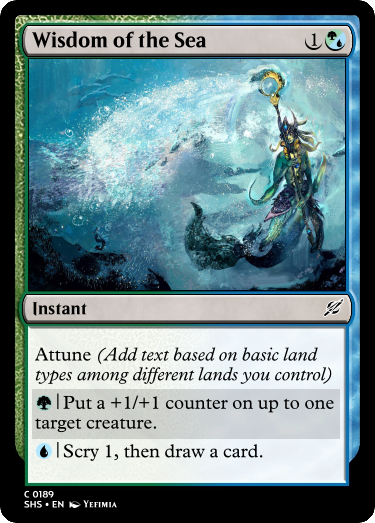 Wisdom of the Sea 1
Instant
Attune (Add text based on basic land
types among different lands you control)
| Put a +1/+1 counter on up to one
target creature.
| Scry 1, then draw a card.
C 0189
SHS • EN Yefimia